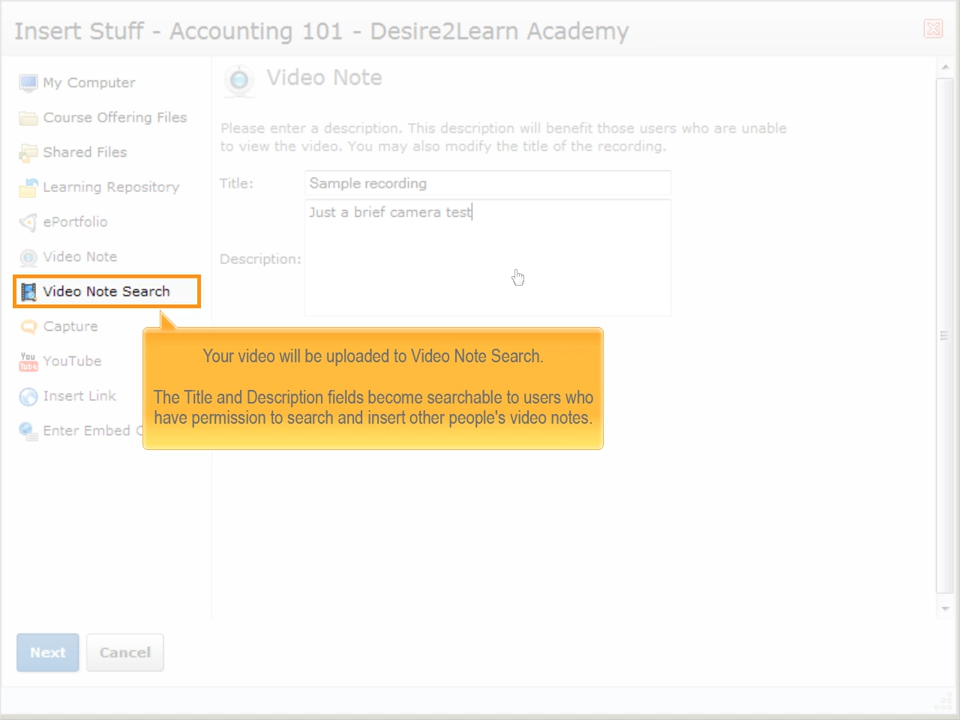 Insert Stuff - Accounting 101 - Desire2Learn Academy
My Computer
Course Offering Files
Shared Files
Learning Repository
ePortfolio
Video Note
Video Note Search
Capture
You Tube YouTube
Insert Link
Enter Embed C
Video Note
Please enter a description. This description will benefit those users who are unable
to view the video. You may also modify the title of the recording.
Title: Sample recording
Description: Just a brief camera test
Your video will be uploaded to Video Note Search.
The Title and Description fields become searchable to users who
have permission to search and insert other people's video notes.
Next Cancel